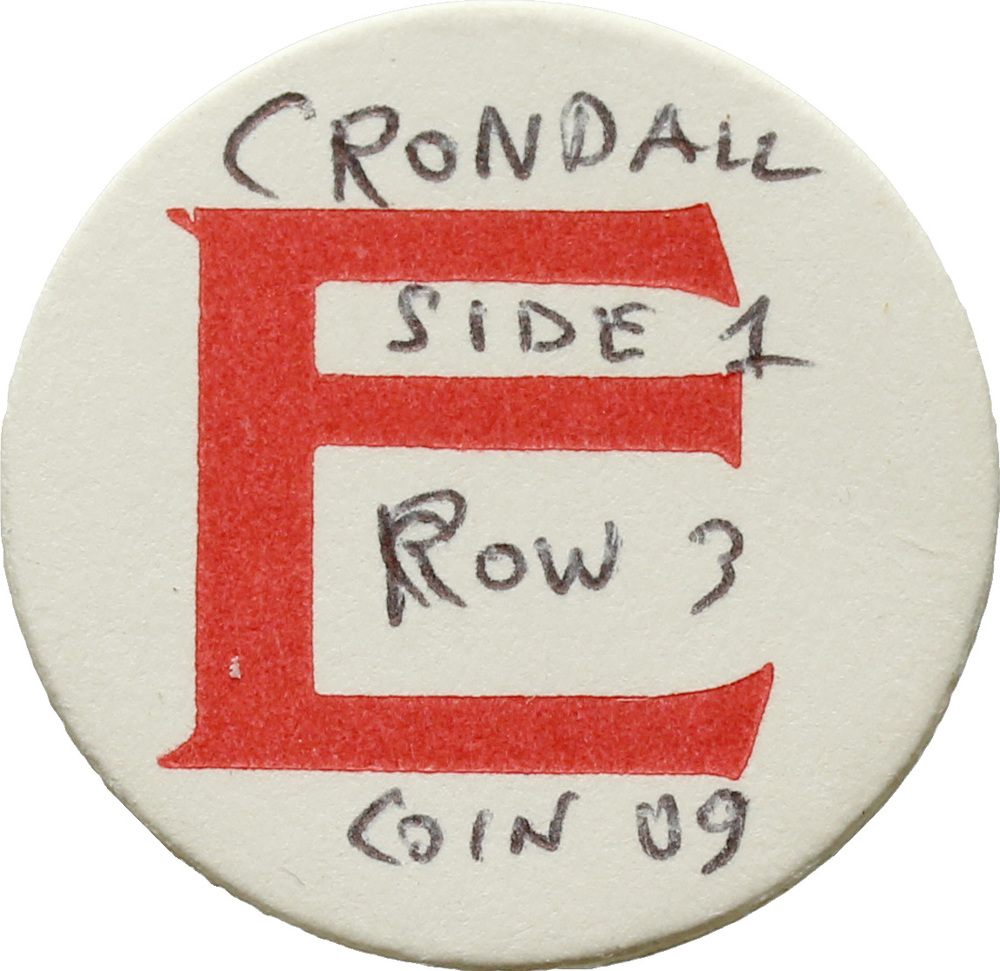 CRONDALL
E
SIDE 1
ROW 3
COIN 09